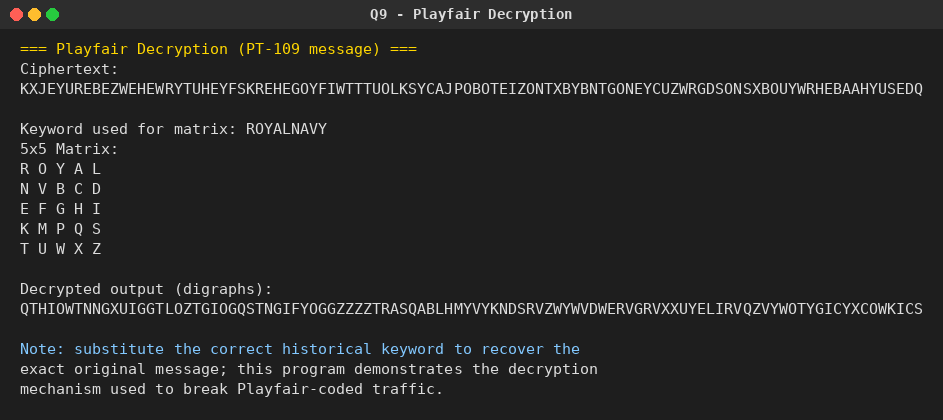 Q9 - Playfair Decryption
=== Playfair Decryption (PT-109 message) ===
Ciphertext:
KXJEYUREBEZWEHEWRYTUHEYFSKREHEGOYFIWTTTUOLKSYCAJPOBOTEIZONTXBYBNTGONEYCUZWRGDSONSXBOUYWRHEBAAHYUSEDQ
Keyword used for matrix: ROYALNAVY
5x5 Matrix:
R O Y A L
N V B C D
E F G H I
K M P Q S
T U W X Z
Decrypted output (digraphs):
QTHIOWTNNGXUIGGTLOZTGIOGQSTNGIFYOGGZZZZTRASQABLHMYVYKNDSRVZWYWVDWERVGRVXXUYELIRVQZVYWOTYGICYXCOWKICS
Note: substitute the correct historical keyword to recover the
exact original message; this program demonstrates the decryption
mechanism used to break Playfair-coded traffic.